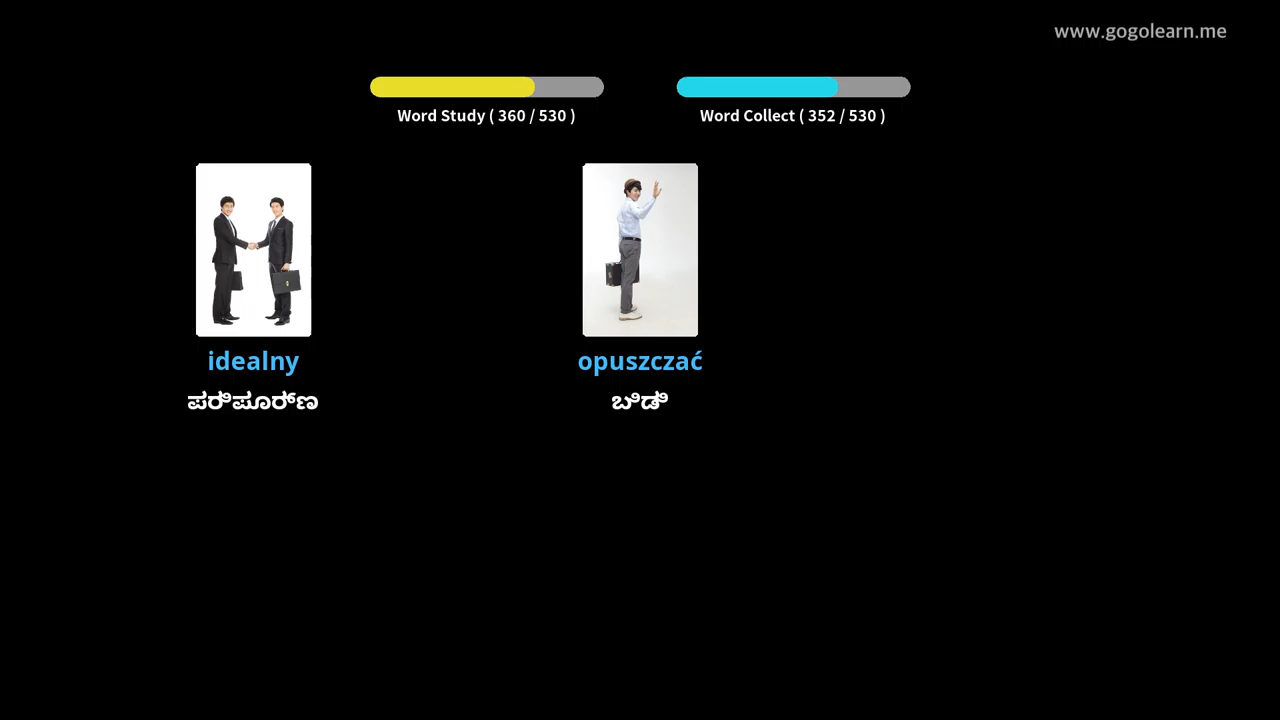 www.gogolearn.me
Word Study ( 360 / 530 )
Word Collect ( 352 / 530 )
idealny
opuszczać
ಪರಿಪೂರ್ಣ
ಬಿಡಿ